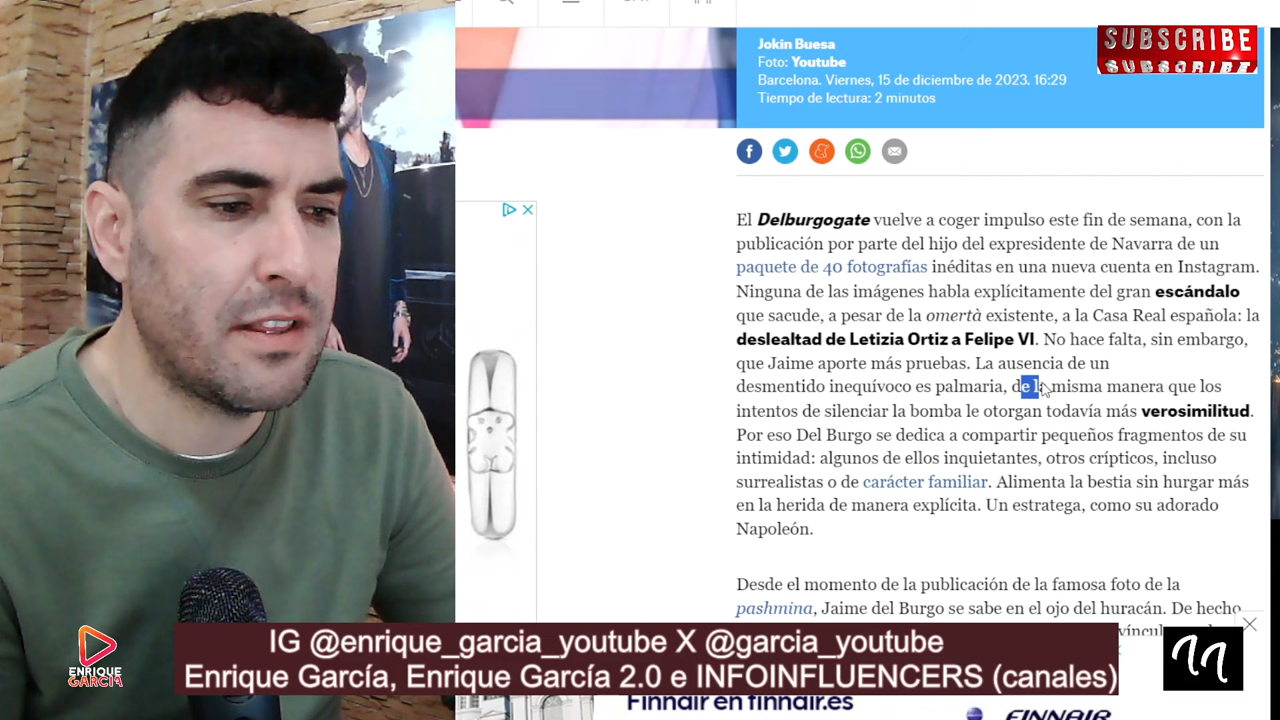 Jokin Buesa
Foto: Youtube
Barcelona. Viernes, 15 de diciembre de 2023. 16:29
Tiempo de lectura: 2 minutos
SUBSCRIBE
El Delburgogate vuelve a coger impulso este fin de semana, con la
publicación por parte del hijo del expresidente de Navarra de un
paquete de 40 fotografías inéditas en una nueva cuenta en Instagram.
Ninguna de las imágenes habla explícitamente del gran escándalo
que sacude, a pesar de la omertà existente, a la Casa Real española: la
deslealtad de Letizia Ortiz a Felipe VI. No hace falta, sin embargo,
que Jaime aporte más pruebas. La ausencia de un
desmentido inequívoco es palmaria, de la misma manera que los
intentos de silenciar la bomba le otorgan todavía más verosimilitud.
Por eso Del Burgo se dedica a compartir pequeños fragmentos de su
intimidad: algunos de ellos inquietantes, otros crípticos, incluso
surrealistas o de carácter familiar. Alimenta la bestia sin hurgar más
en la herida de manera explícita. Un estratega, como su adorado
Napoleón.
Desde el momento de la publicación de la famosa foto de la
pashmina, Jaime del Burgo se sabe en el ojo del huracán. De hecho
IG @enrique_garcia_youtube X @garcia_youtube
Enrique García, Enrique García 2.0 e INFOINFLUENCERS (canales)
ENRIQUE
GARCÍA
Finnair en finnair.es
FINNAIR